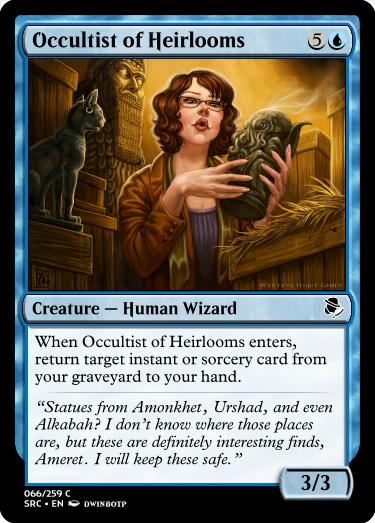 Occultist of Heirlooms 5
Creature — Human Wizard
When Occultist of Heirlooms enters,
return target instant or sorcery card from
your graveyard to your hand.
“Statues from Amonkhet, Urshad, and even
Alkabah? I don't know where those places
are, but these are definitely interesting finds,
Ameret. I will keep these safe.”
3/3
066/259 C
SRC • EN DWINBOTP